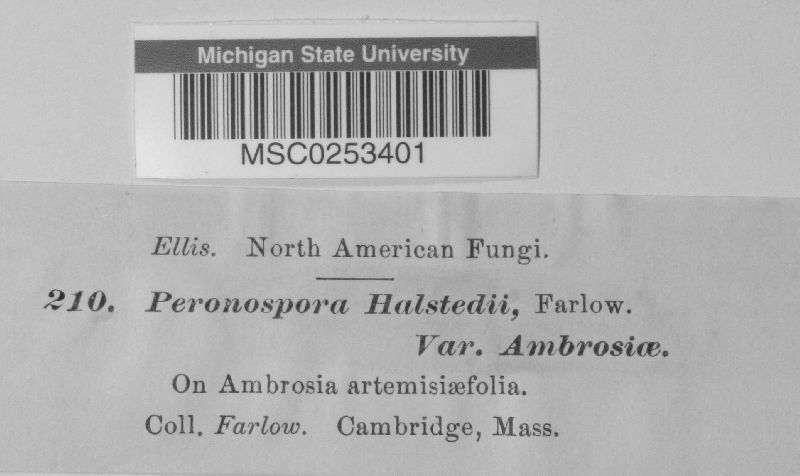 Michigan State University
MSC0253401
Ellis. North American Fungi.
210. Peronospora Halstedii, Farlow.
Var. Ambrosiæ.
On Ambrosia artemisiæfolia.
Coll. Farlow. Cambridge, Mass.